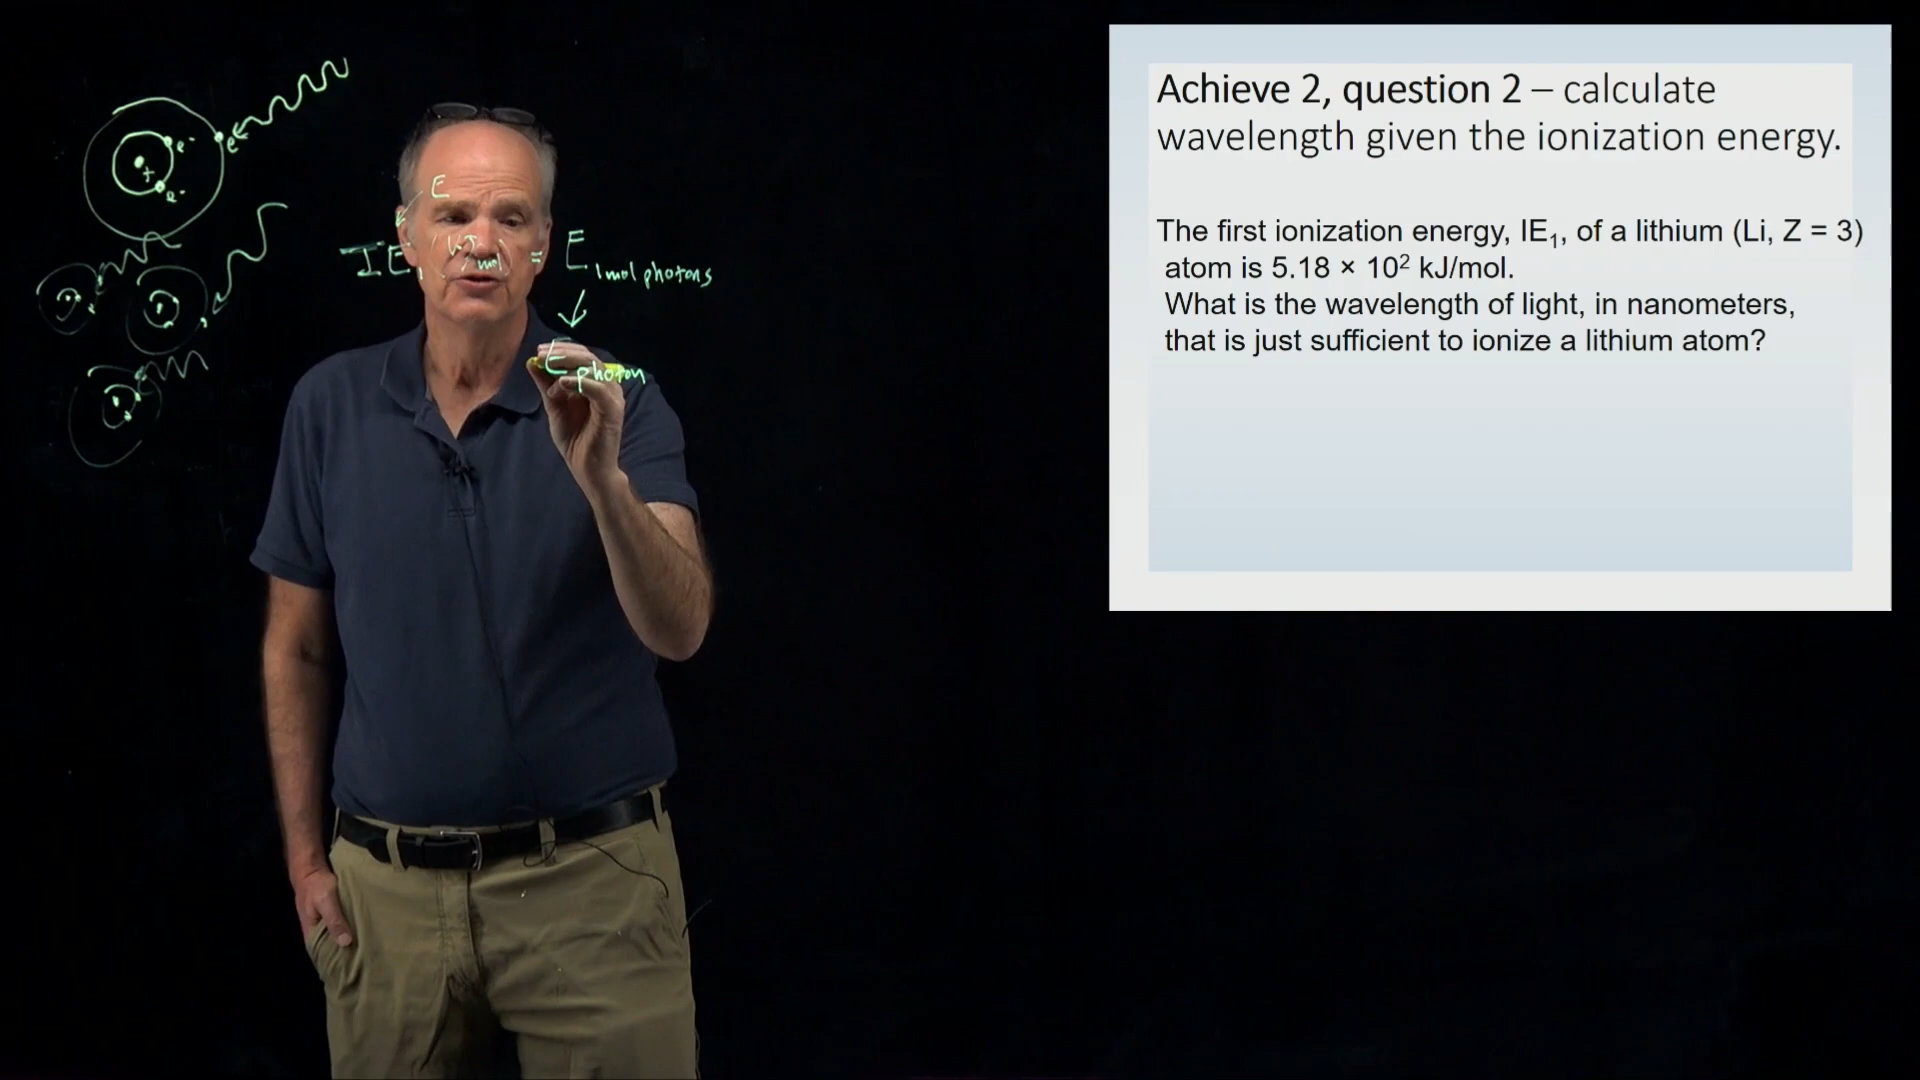 e-
e-
e-
+
E
IE1 (kJ/mol) = E1mol photons
Ephoton
Achieve 2, question 2 – calculate
wavelength given the ionization energy.
The first ionization energy, IE₁, of a lithium (Li, Z = 3)
atom is 5.18 × 10² kJ/mol.
What is the wavelength of light, in nanometers,
that is just sufficient to ionize a lithium atom?